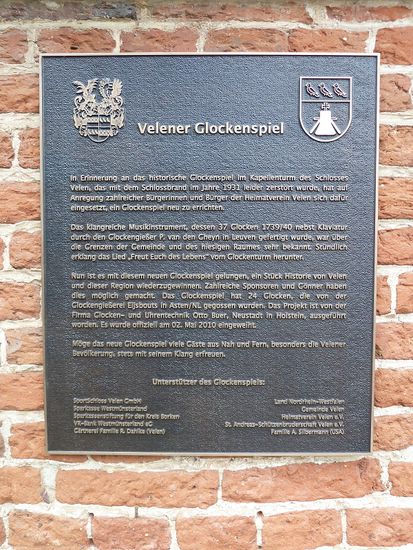 Velener Glockenspiel
In Erinnerung an das historische Glockenspiel im Kapellenturm des Schlosses
Velen, das mit dem Schlossbrand im Jahre 1931 leider zerstört wurde, hat auf
Anregung zahlreicher Bürgerinnen und Bürger der Heimatverein Velen sich dafür
eingesetzt, ein Glockenspiel neu zu errichten.
Das klangvolle Musikinstrument, dessen 37 Glocken 1739/40 nebst Klaviatur
durch den Glockengießer P. van den Gheyn in Leuven gefertigt wurde, war über
die Grenzen der Gemeinde und des hiesigen Raumes sehr bekannt. Stündlich
erklang das Lied „Freut Euch des Lebens" vom Glockenturm herunter.
Nun ist es mit diesem neuen Glockenspiel gelungen, ein Stück Historie von Velen
und dieser Region wiederzugewinnen. Zahlreiche Sponsoren und Gönner haben
dies möglich gemacht. Das Glockenspiel hat 24 Glocken, die von der
Glockengießerei Eijsbouts in Asten/NL gegossen wurden. Das Projekt ist von der
Firma Glocken- und Uhrentechnik Otto Buer, Neustadt in Holstein, ausgeführt
worden. Es wurde offiziell am 02. Mai 2010 eingeweiht.
Möge das neue Glockenspiel viele Gäste aus Nah und Fern, besonders die Velener
Bevölkerung, stets mit seinem Klang erfreuen.
Unterstützer des Glockenspiels:
SportSchloss Velen GmbH
Sparkasse Westmünsterland
Sparkassenstiftung für den Kreis Borken
VR-Bank Westmünsterland eG
Gärtnerei Familie R. Dahlke (Velen)
Land Nordrhein-Westfalen
Gemeinde Velen
Heimatverein Velen e.V.
St. Andreas-Schützenbruderschaft Velen e.V.
Familie A. Silbermann (USA)